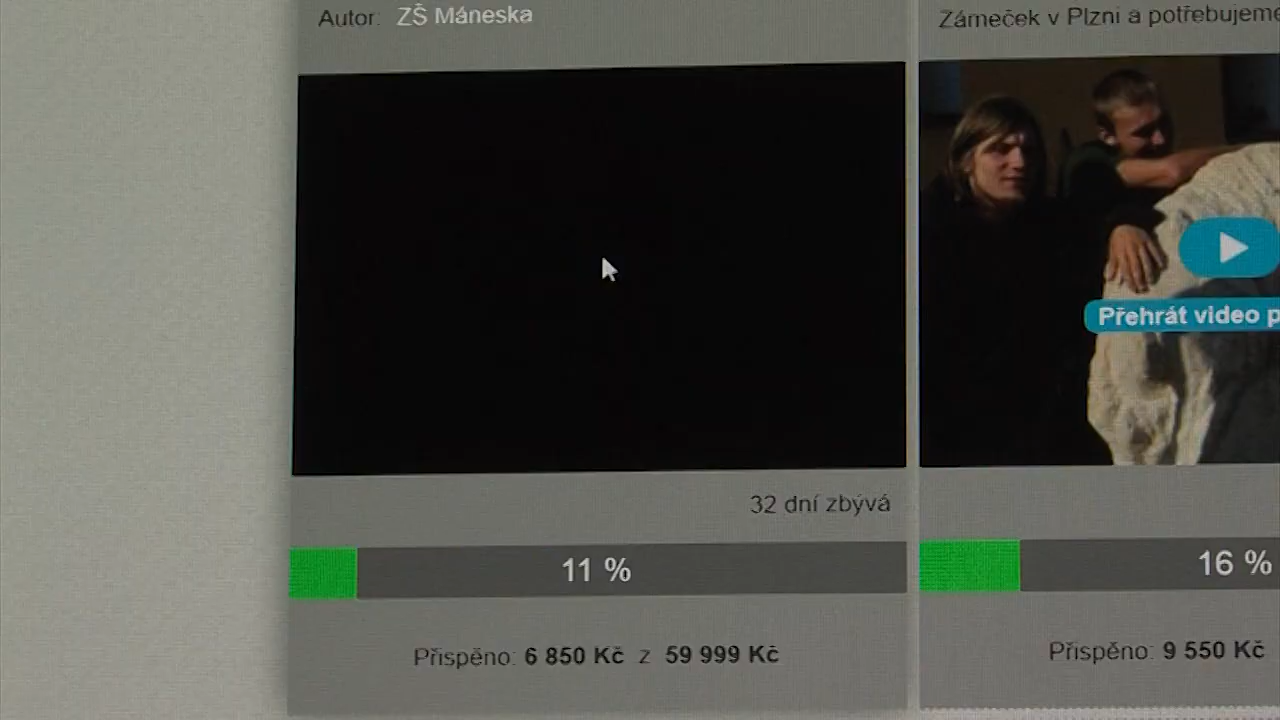 Autor: ZŠ Máneska
32 dní zbývá
11 %
Přispěno: 6 850 Kč z 59 999 Kč
Zámeček v Plzni a potřebujeme
Přehrát video p
16 %
Přispěno: 9 550 Kč